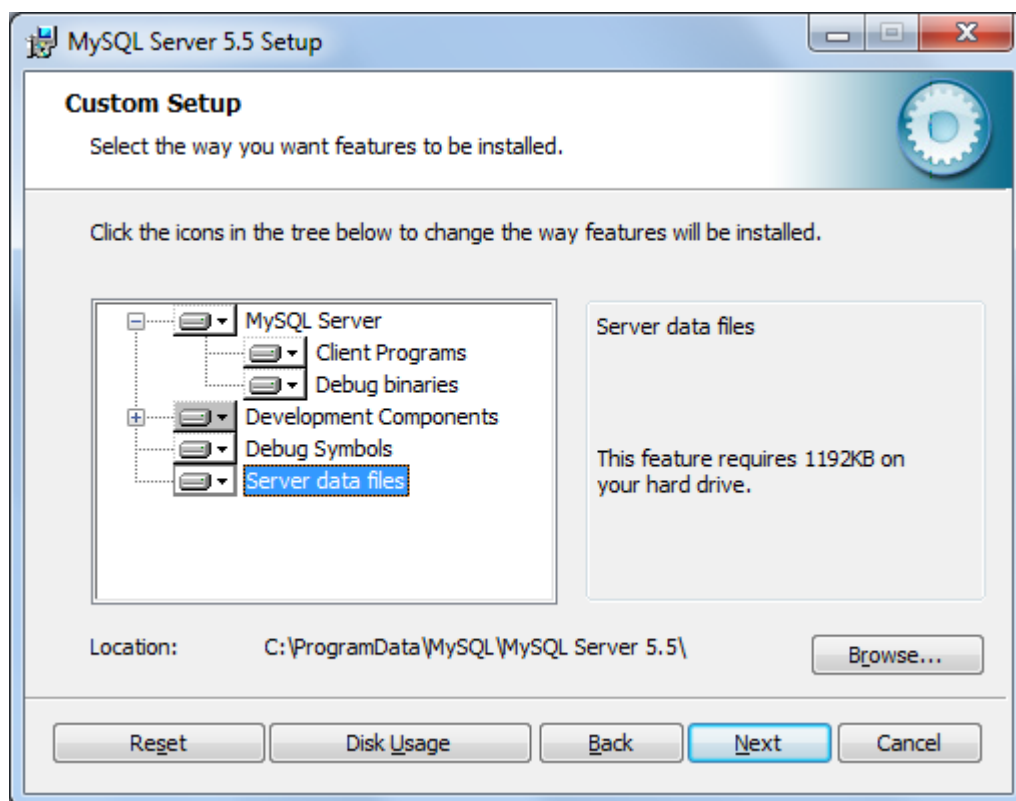 MySQL Server 5.5 Setup
Custom Setup
Select the way you want features to be installed.
Click the icons in the tree below to change the way features will be installed.
MySQL Server
Client Programs
Debug binaries
Development Components
Debug Symbols
Server data files
Server data files
This feature requires 1192KB on
your hard drive.
Location: C:\ProgramData\MySQL\MySQL Server 5.5\
Browse...
Reset Disk Usage Back Next Cancel